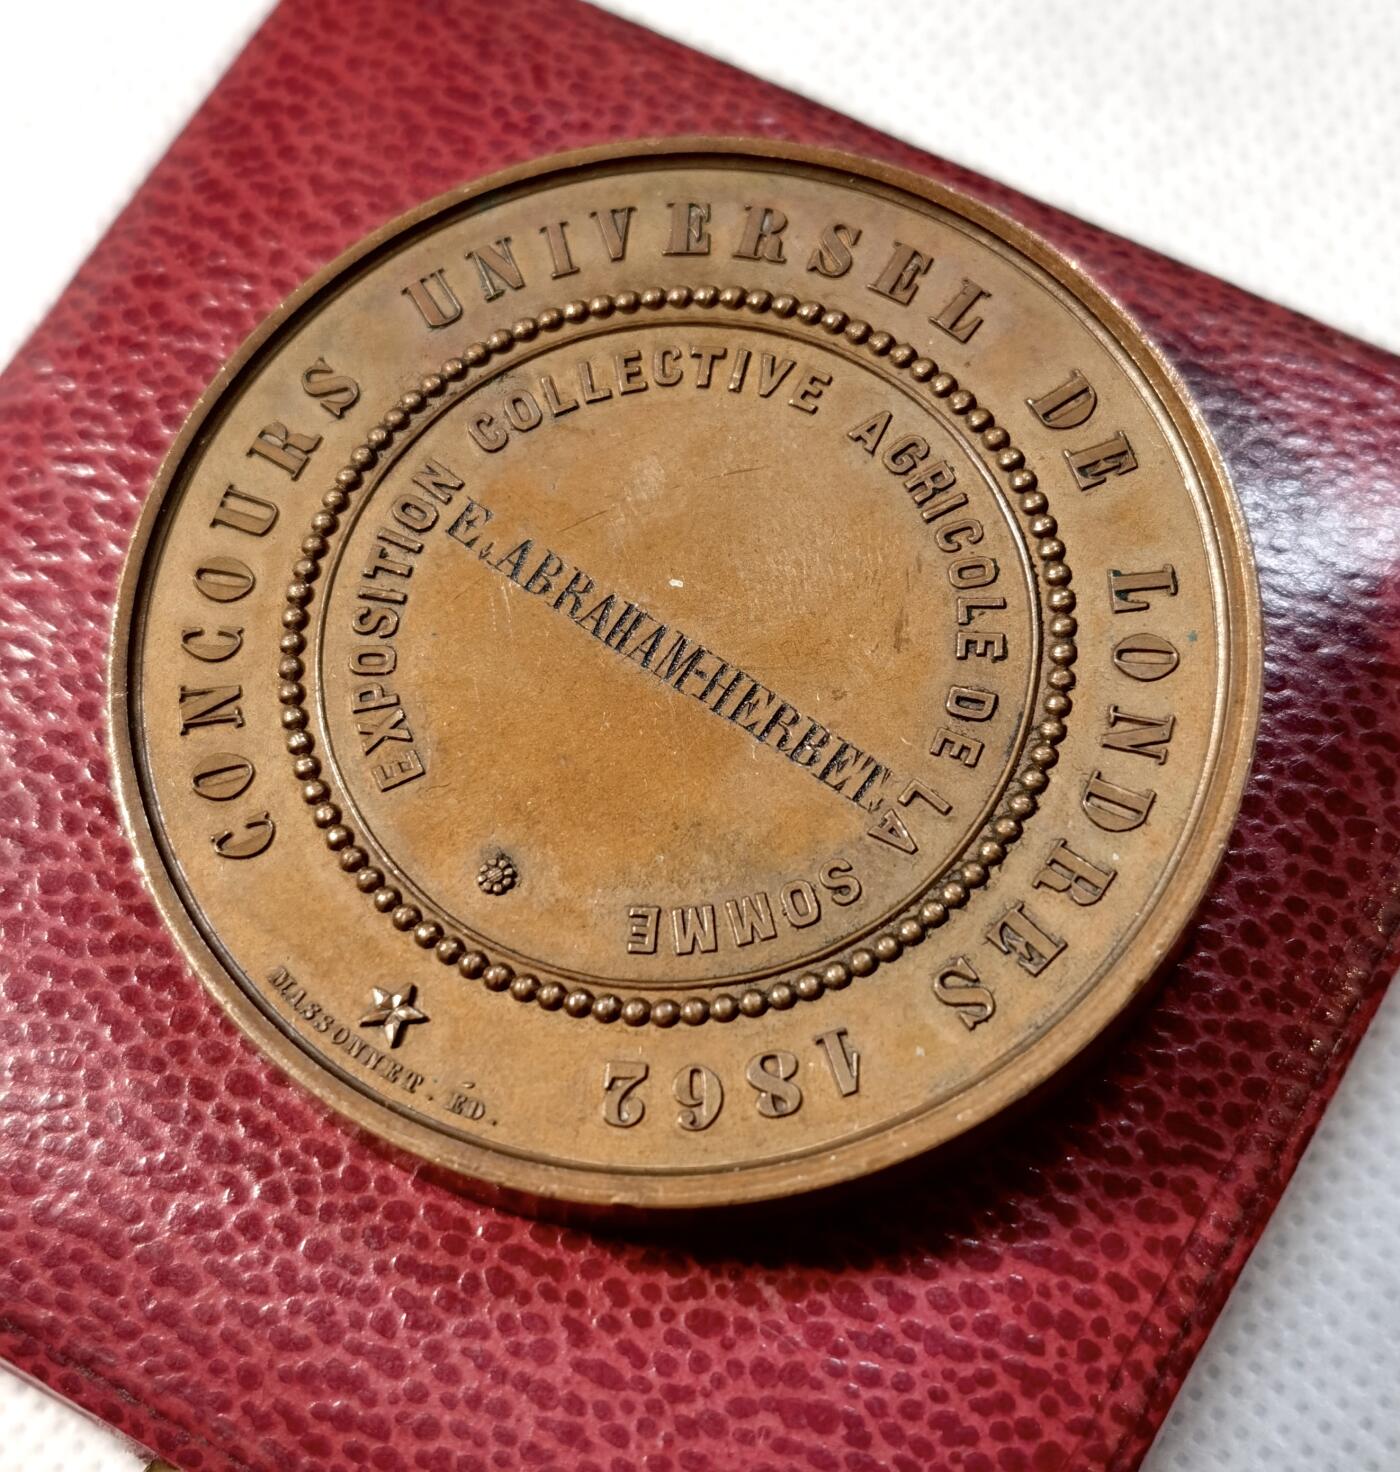 CONCOURS UNIVERSEL DE LONDRES 1862
EXPOSITION COLLECTIVE AGRICOLE DE LA SOMME
E. ABRAHAM-HERBET.
MASSONNET. ÉD.